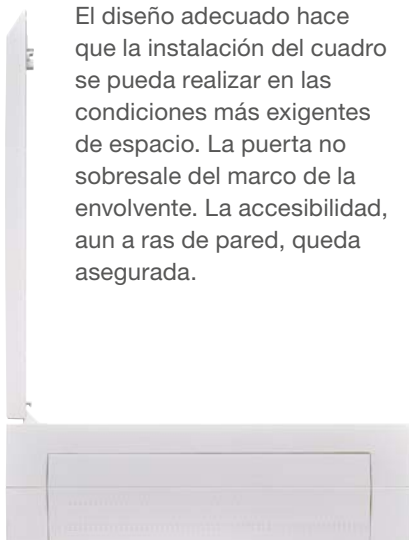 El diseño adecuado hace
que la instalación del cuadro
se pueda realizar en las
condiciones más exigentes
de espacio. La puerta no
sobresale del marco de la
envolvente. La accesibilidad,
aun a ras de pared, queda
asegurada.